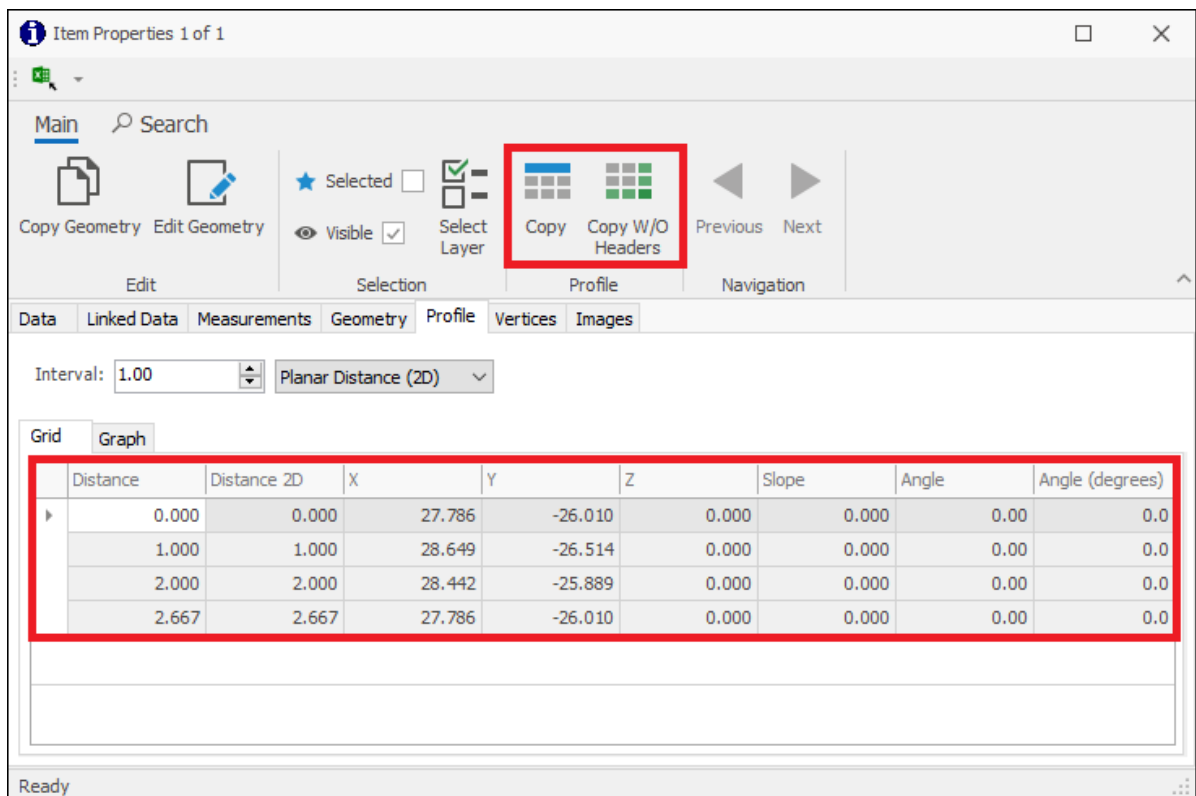 Item Properties 1 of 1
Main Search
Copy Geometry Edit Geometry
Selected
Visible
Select Layer
Copy Copy W/O Headers
Previous Next
Edit Selection Profile Navigation
Data Linked Data Measurements Geometry Profile Vertices Images
Interval: 1.00 Planar Distance (2D)
Grid Graph
Distance Distance 2D X Y Z Slope Angle Angle (degrees)
0.000 0.000 27.786 -26.010 0.000 0.000 0.00 0.0
1.000 1.000 28.649 -26.514 0.000 0.000 0.00 0.0
2.000 2.000 28.442 -25.889 0.000 0.000 0.00 0.0
2.667 2.667 27.786 -26.010 0.000 0.000 0.00 0.0
Ready